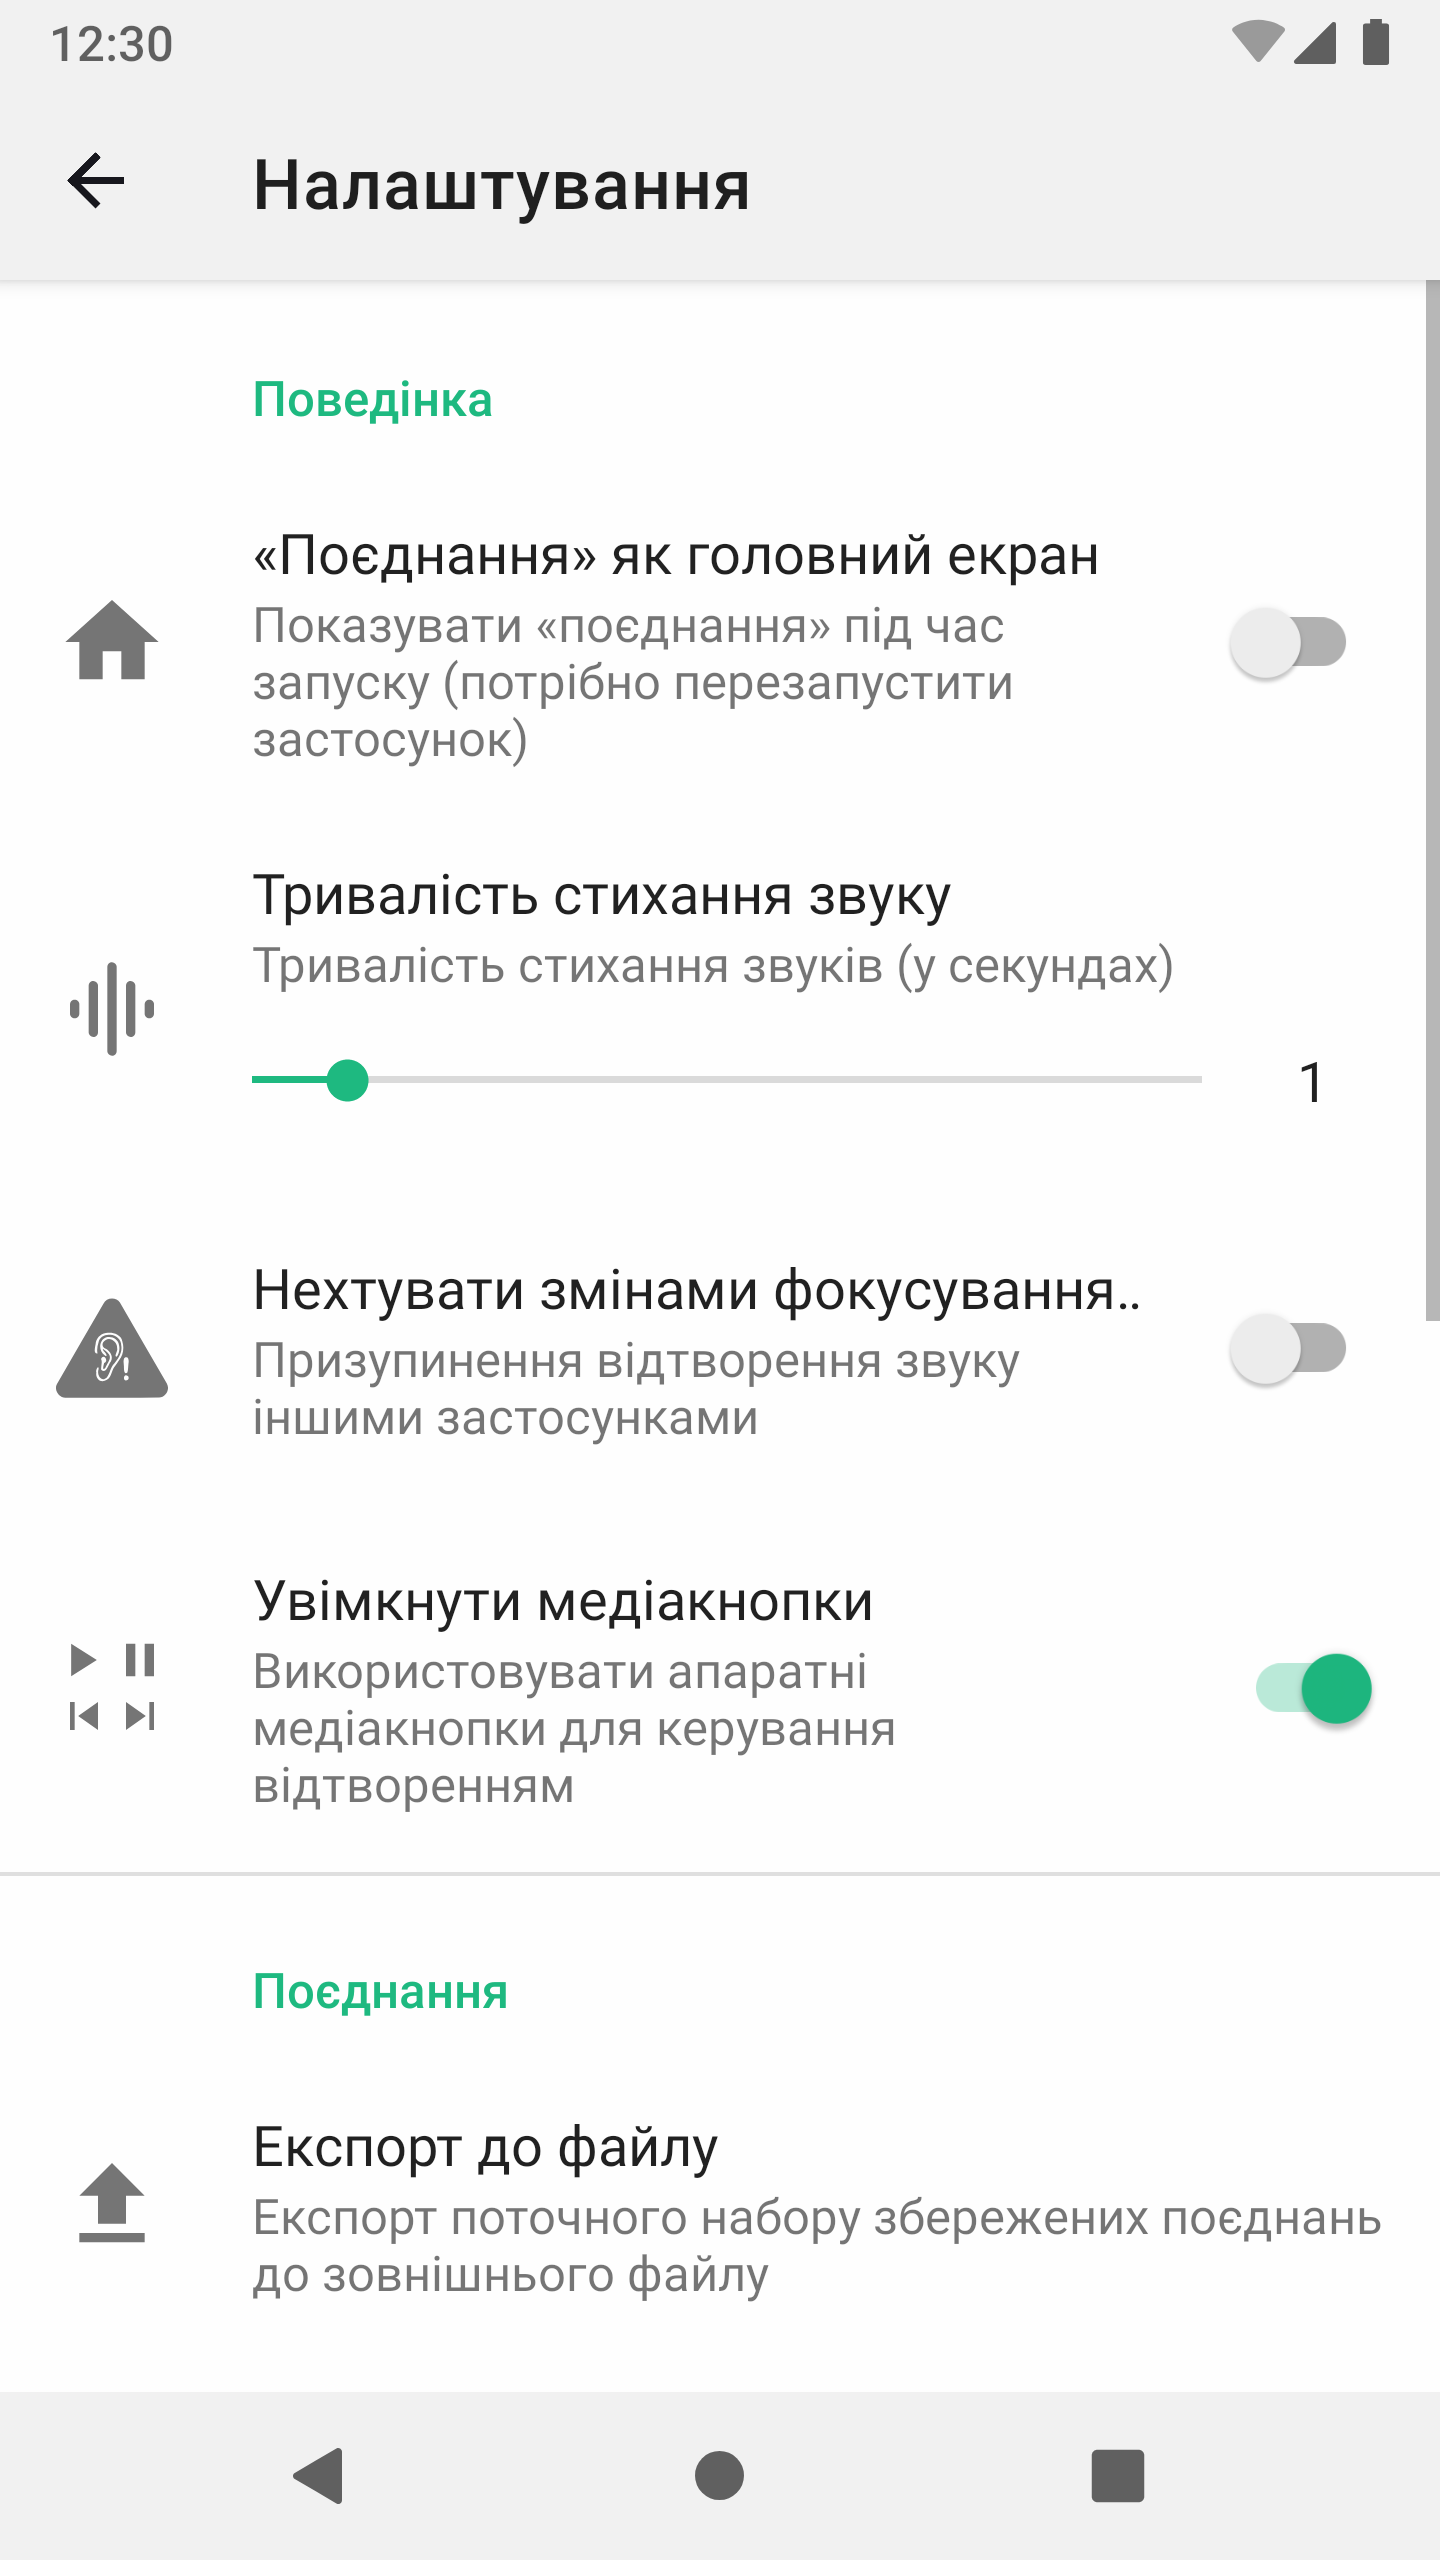 12:30
Налаштування
Поведінка
«Поєднання» як головний екран
Показувати «поєднання» під час
запуску (потрібно перезапустити
застосунок)
Тривалість стихання звуку
Тривалість стихання звуків (у секундах)
1
Нехтувати змінами фокусування..
Призупинення відтворення звуку
іншими застосунками
Увімкнути медіакнопки
Використовувати апаратні
медіакнопки для керування
відтворенням
Поєднання
Експорт до файлу
Експорт поточного набору збережених поєднань
до зовнішнього файлу